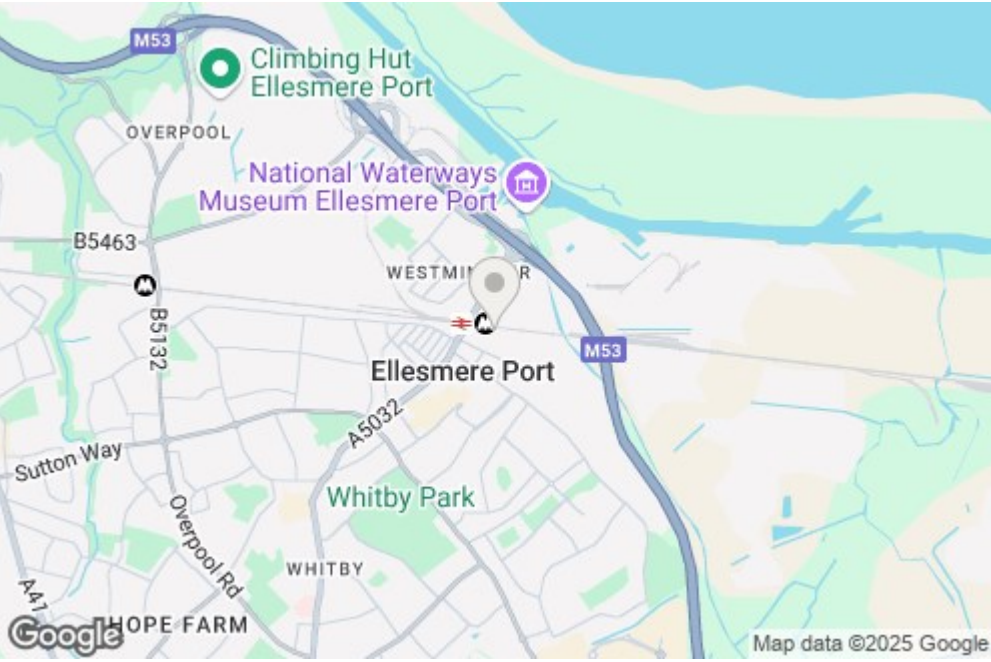 M53
Climbing Hut
Ellesmere Port
OVERPOOL
National Waterways
Museum Ellesmere Port
B5463
WESTMIN
R
B5132
M53
Ellesmere Port
A5032
Sutton Way
Whitby Park
Overpool Rd
WHITBY
A41
HOPE FARM
Google
Map data ©2025 Google